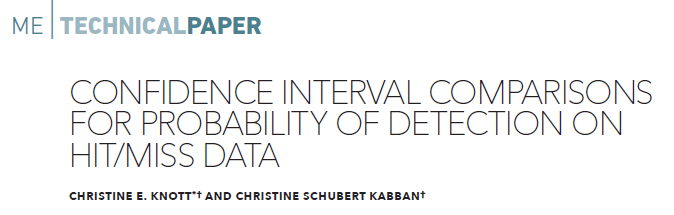 ME TECHNICALPAPER
CONFIDENCE INTERVAL COMPARISONS
FOR PROBABILITY OF DETECTION ON
HIT/MISS DATA
CHRISTINE E. KNOTT*† AND CHRISTINE SCHUBERT KABBAN†